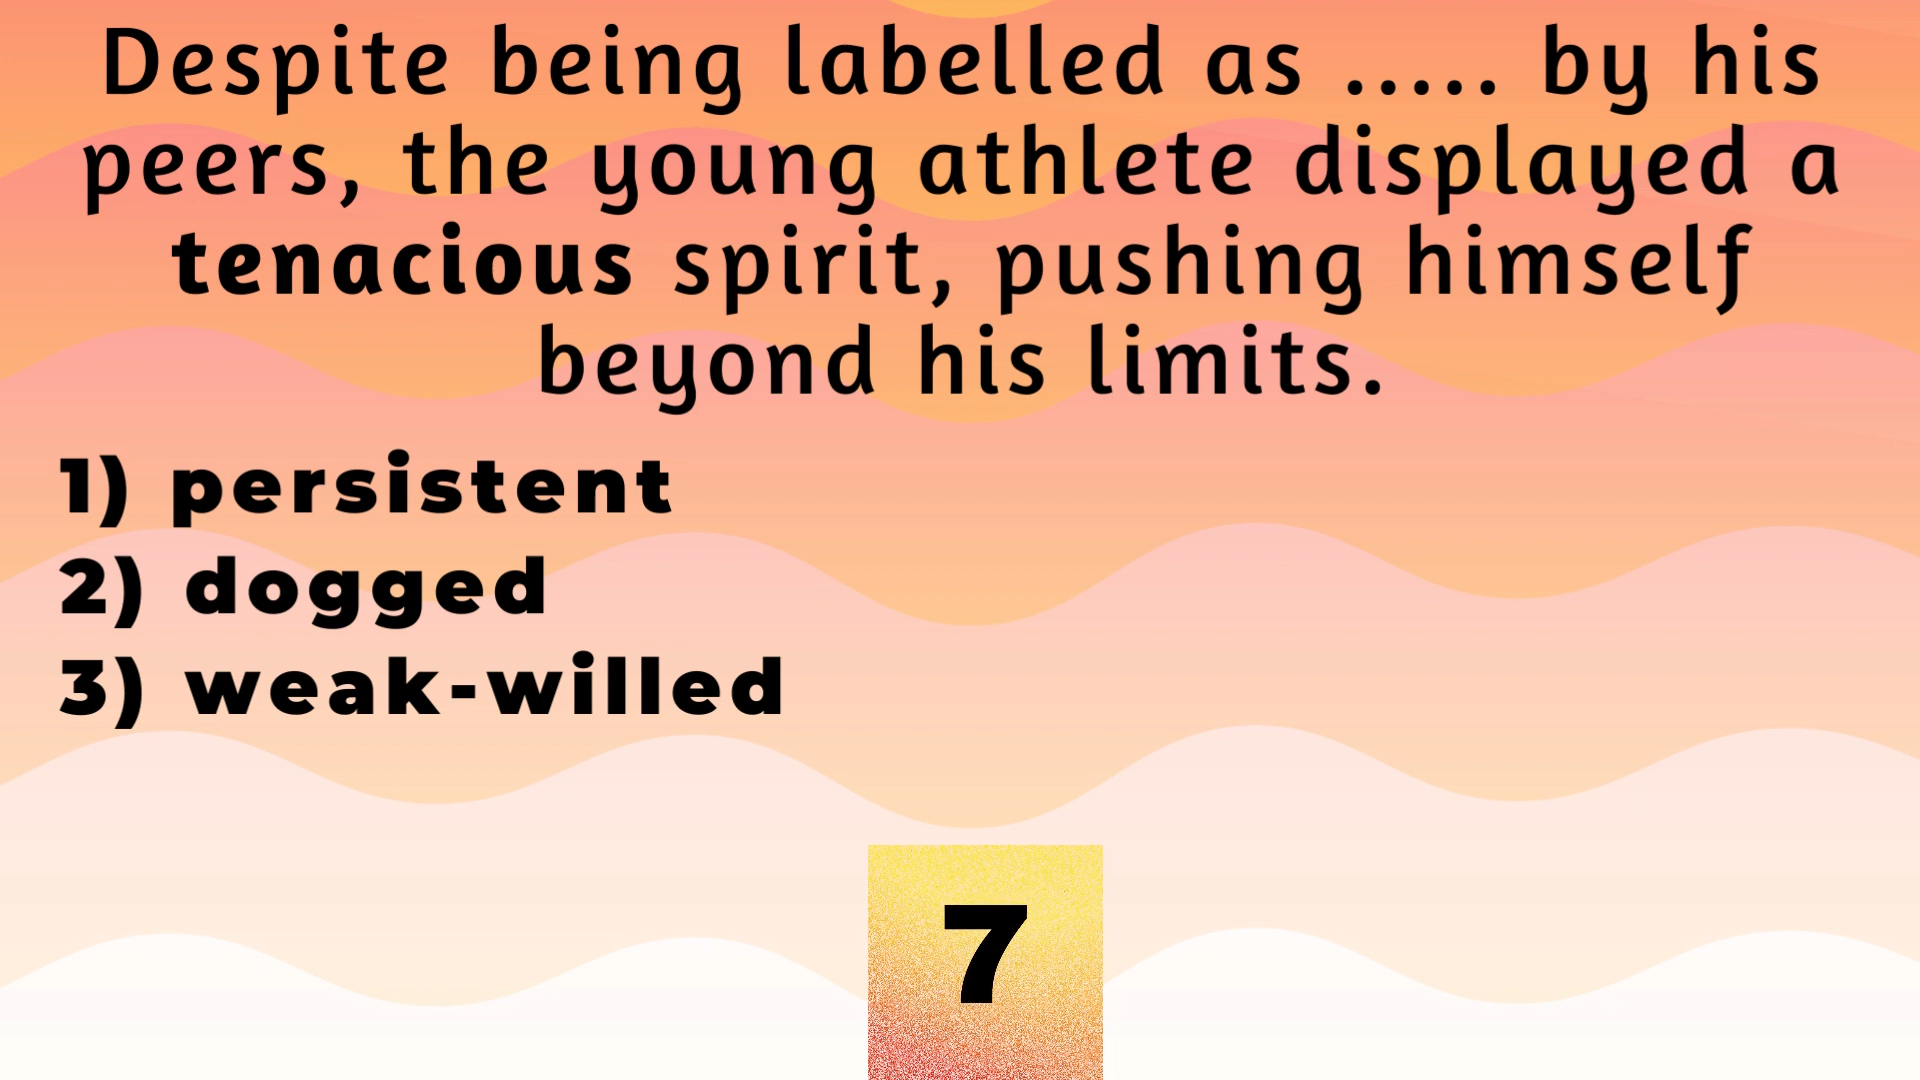 Despite being labelled as ..... by his
peers, the young athlete displayed a
tenacious spirit, pushing himself
beyond his limits.
1) persistent
2) dogged
3) weak-willed
7